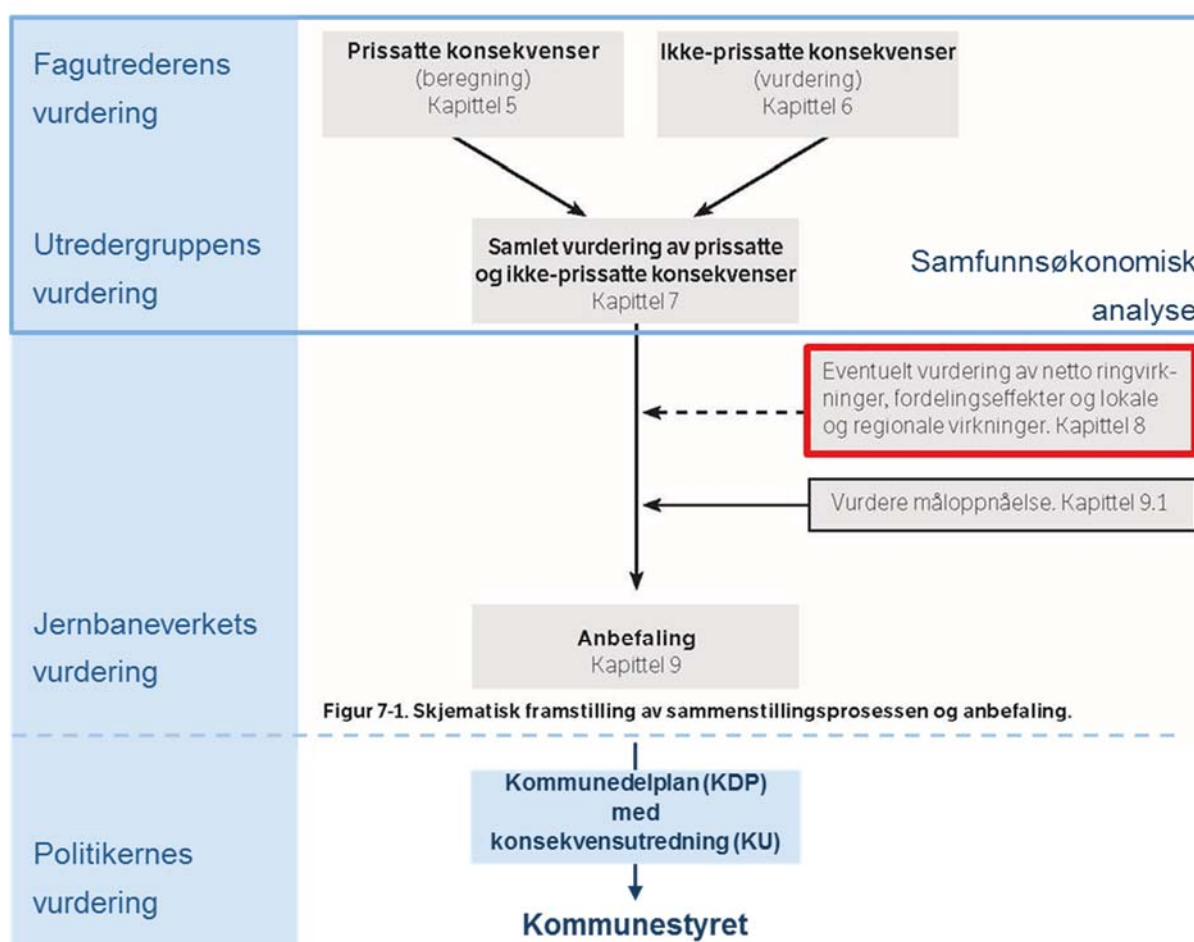 Fagutrederens
vurdering
Prissatte konsekvenser
(beregning)
Kapittel 5
Ikke-prissatte konsekvenser
(vurdering)
Kapittel 6
Utredergruppens
vurdering
Samlet vurdering av prissatte
og ikke-prissatte konsekvenser
Kapittel 7
Samfunnsøkonomisk
analyse
Eventuelt vurdering av netto ringvirk-
ninger, fordelingseffekter og lokale
og regionale virkninger. Kapittel 8
Vurdere måloppnåelse. Kapittel 9.1
Jernbaneverkets
vurdering
Anbefaling
Kapittel 9
Figur 7-1. Skjematisk framstilling av sammenstillingsprosessen og anbefaling.
Politikernes
vurdering
Kommunedelplan (KDP)
med
konsekvensutredning (KU)
Kommunestyret